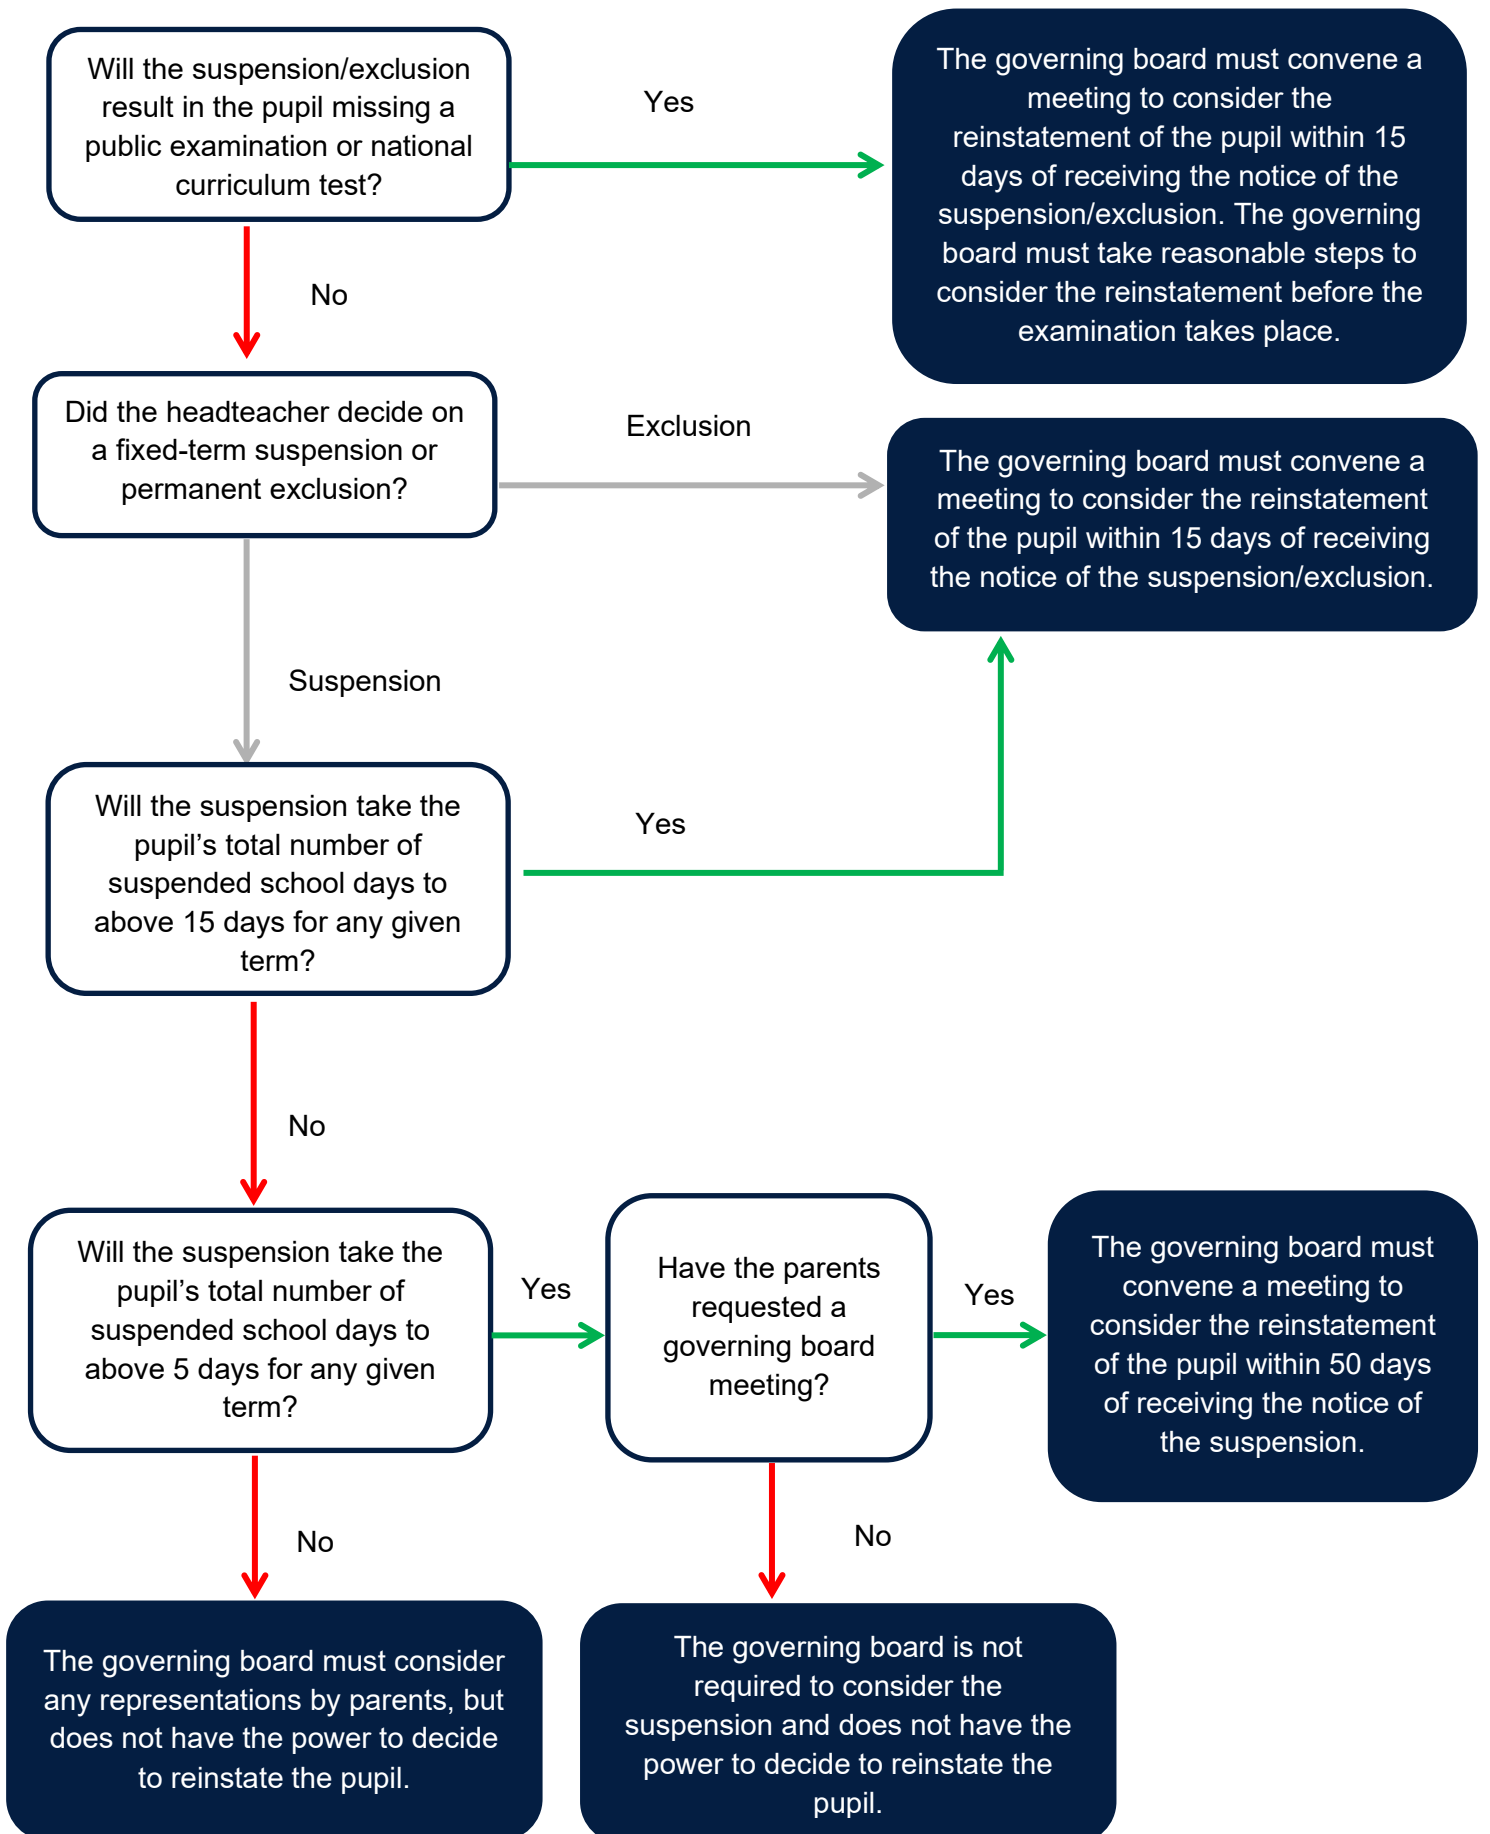 Will the suspension/exclusion
result in the pupil missing a
public examination or national
curriculum test?
Yes
The governing board must convene a
meeting to consider the
reinstatement of the pupil within 15
days of receiving the notice of the
suspension/exclusion. The governing
board must take reasonable steps to
consider the reinstatement before the
examination takes place.
No
Did the headteacher decide on
a fixed-term suspension or
permanent exclusion?
Exclusion
The governing board must convene a
meeting to consider the reinstatement
of the pupil within 15 days of receiving
the notice of the suspension/exclusion.
Suspension
Will the suspension take the
pupil’s total number of
suspended school days to
above 15 days for any given
term?
Yes
No
Will the suspension take the
pupil’s total number of
suspended school days to
above 5 days for any given
term?
Yes
Have the parents
requested a
governing board
meeting?
Yes
The governing board must
convene a meeting to
consider the reinstatement
of the pupil within 50 days
of receiving the notice of
the suspension.
No
No
The governing board must consider
any representations by parents, but
does not have the power to decide
to reinstate the pupil.
The governing board is not
required to consider the
suspension and does not have the
power to decide to reinstate the
pupil.